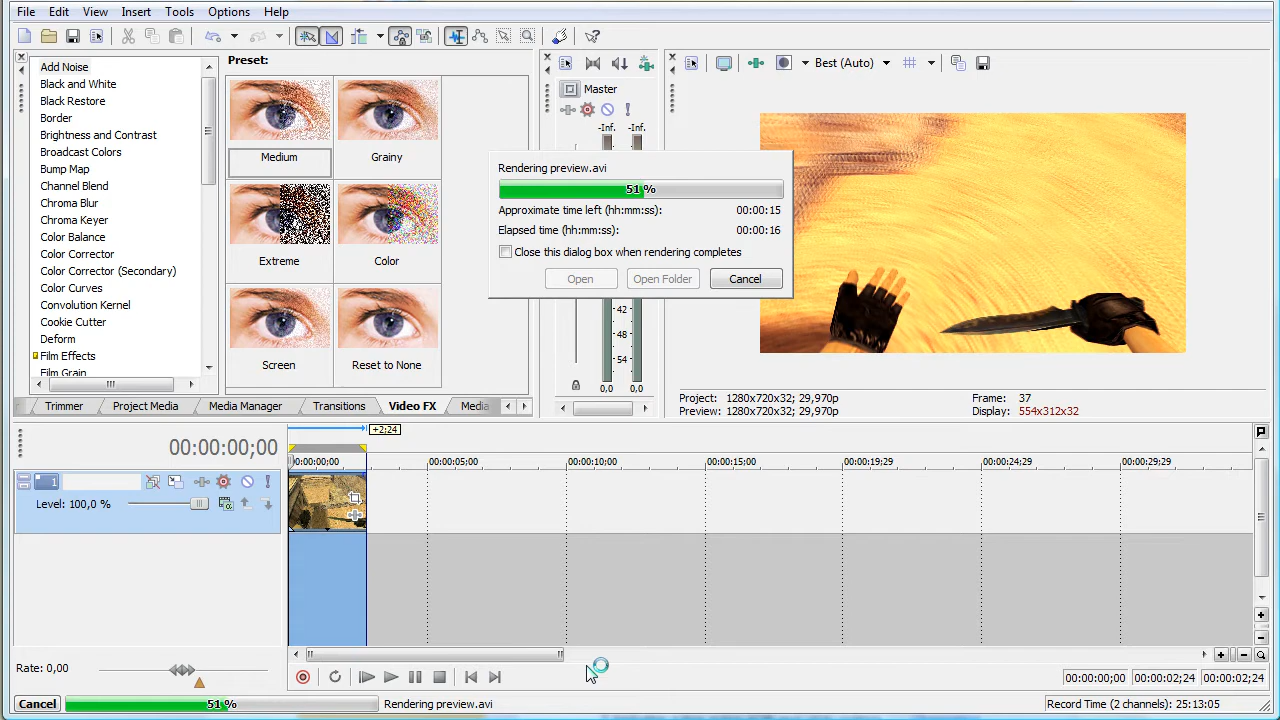 File Edit View Insert Tools Options Help
Add Noise
Black and White
Black Restore
Border
Brightness and Contrast
Broadcast Colors
Bump Map
Channel Blend
Chroma Blur
Chroma Keyer
Color Balance
Color Corrector
Color Corrector (Secondary)
Color Curves
Convolution Kernel
Cookie Cutter
Deform
Film Effects
Film Grain
Preset:
Medium
Grainy
Extreme
Color
Screen
Reset to None
Trimmer Project Media Media Manager Transitions Video FX Media
Master
-Inf. -Inf.
42
48
54
0,0 0,0
Rendering preview.avi
51 %
Approximate time left (hh:mm:ss): 00:00:15
Elapsed time (hh:mm:ss): 00:00:16
Close this dialog box when rendering completes
Open Open Folder Cancel
Best (Auto)
Project: 1280x720x32; 29,970p Frame: 37
Preview: 1280x720x32; 29,970p Display: 554x312x32
+2;24
00:00:00;00
0:00:00;00 00:00:05;00 00:00:10;00 00:00:15;00 00:00:19;29 00:00:24;29 00:00:29;29
1
Level: 100,0 %
Rate: 0,00
00:00:00;00 00:00:02;24 00:00:02;24
Cancel 51 % Rendering preview.avi Record Time (2 channels): 25:13:05